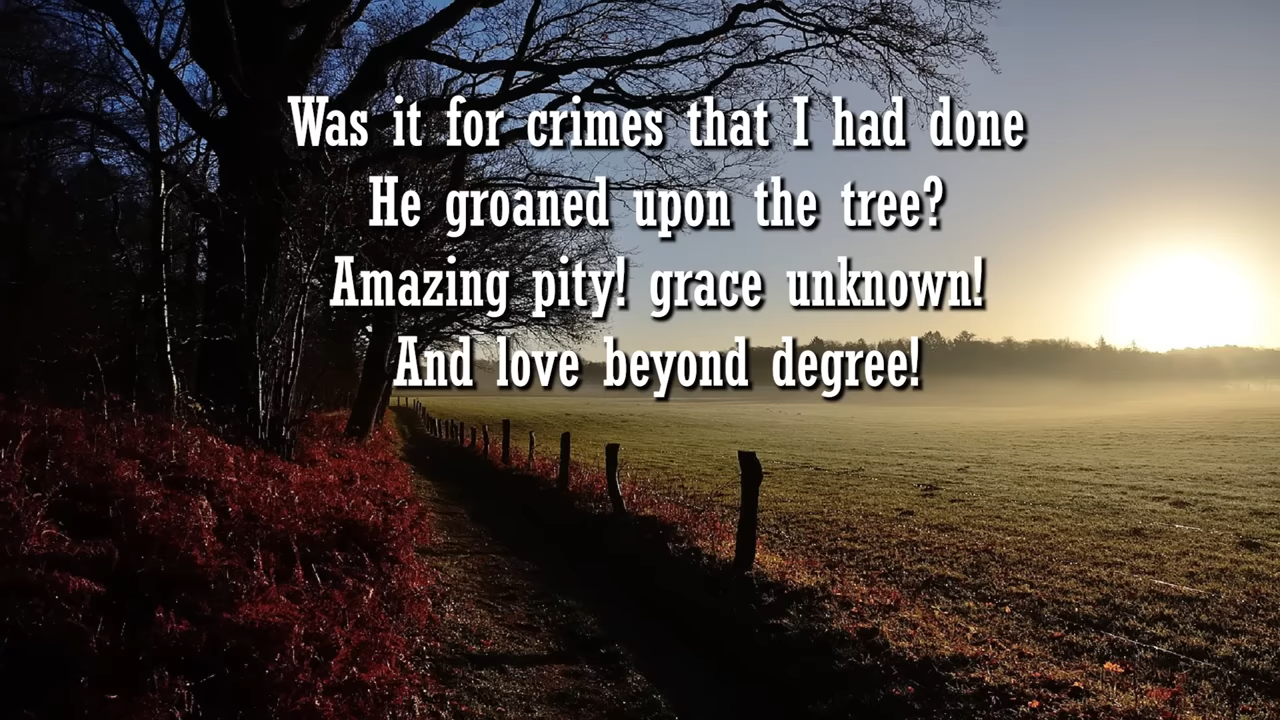 Was it for crimes that I had done
He groaned upon the tree?
Amazing pity! grace unknown!
And love beyond degree!